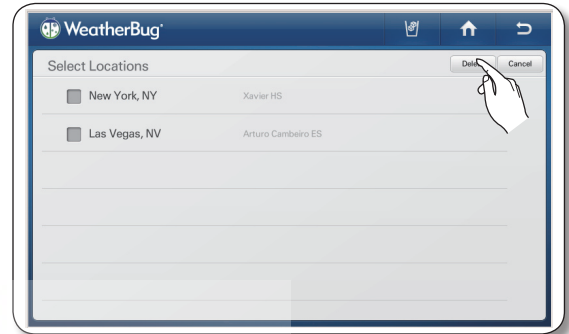 WeatherBug
Select Locations
Cancel
New York, NY Xavier HS
Las Vegas, NV Arturo Cambeiro ES